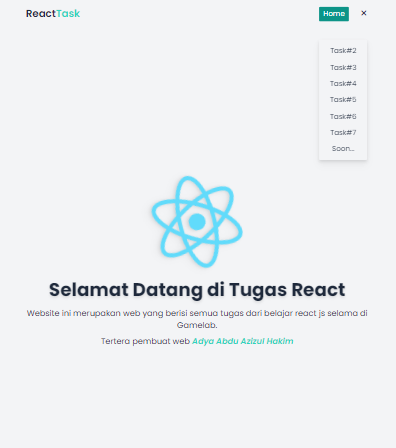 ReactTask
Home ×
Task#2
Task#3
Task#4
Task#5
Task#6
Task#7
Soon...
Selamat Datang di Tugas React
Website ini merupakan web yang berisi semua tugas dari belajar react js selama di
Gamelab.
Tertera pembuat web Adya Abdu Azizul Hakim